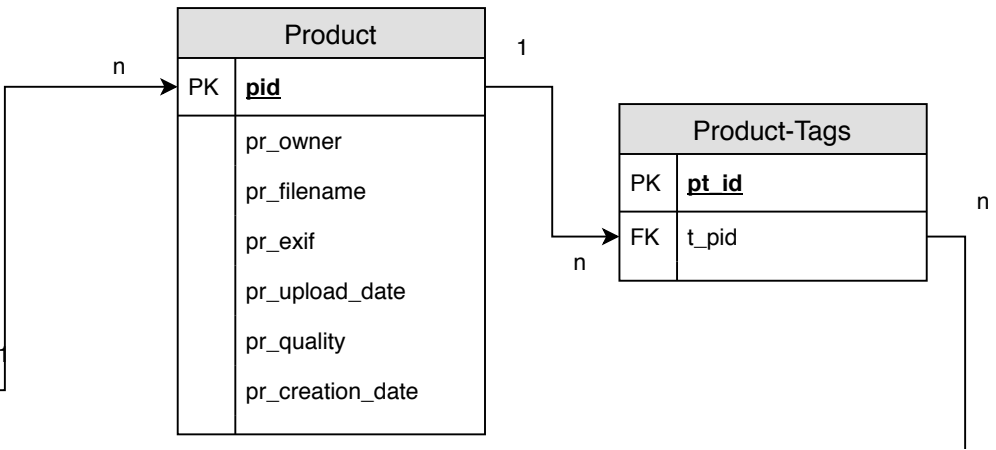 n
Product
1
PK pid
pr_owner
pr_filename
pr_exif
pr_upload_date
pr_quality
pr_creation_date
1
Product-Tags
PK pt_id
FK t_pid
n
n